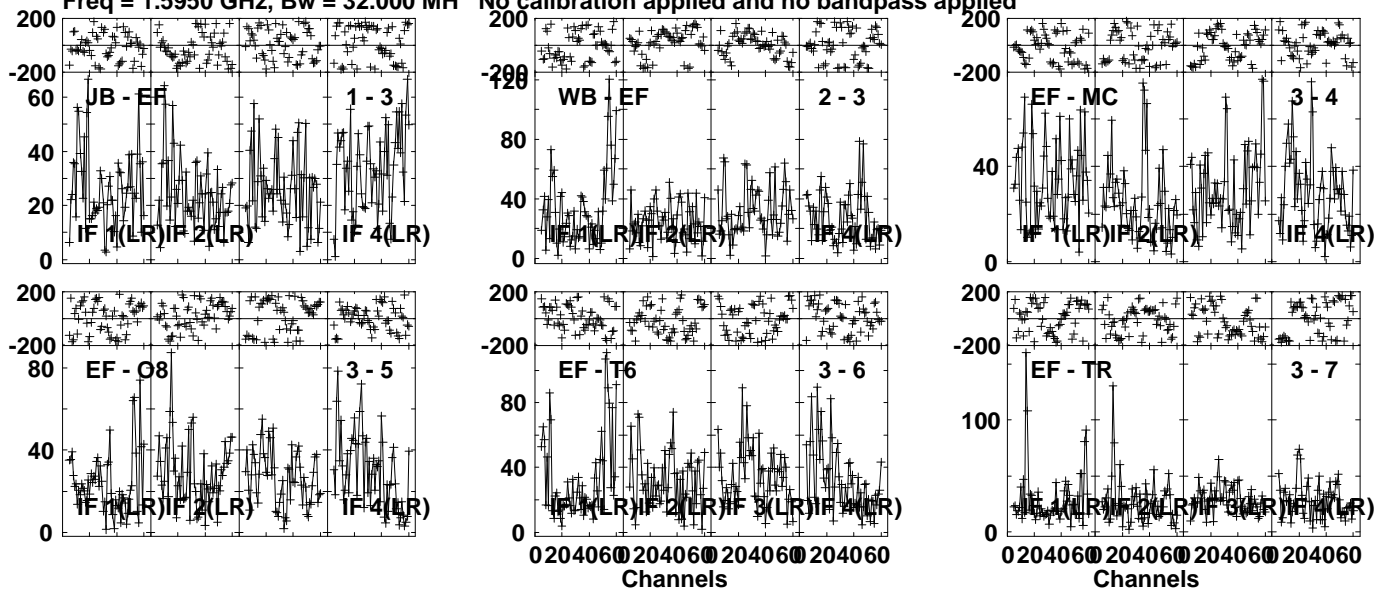 Freq = 1.5950 GHz, Bw = 32.000 MH No calibration applied and no bandpass applied
200
-200
JB - EF 1 - 3
60
40
20
0
IF 1(LR) IF 2(LR) IF 4(LR)
-200
120
WB - EF 2 - 3
80
40
0
IF 1(LR) IF 2(LR) IF 4(LR)
EF - MC 3 - 4
40
0
IF 1(LR) IF 2(LR) IF 4(LR)
200
-200
EF - O8 3 - 5
80
40
0
IF 1(LR) IF 2(LR) IF 4(LR)
200
-200
EF - T6 3 - 6
80
40
0
IF 1(LR) IF 2(LR) IF 3(LR) IF 4(LR)
0 20 40 60 0 20 40 60 0 20 40 60 0 20 40 60
Channels
200
-200
EF - TR 3 - 7
100
0
IF 1(LR) IF 2(LR) IF 3(LR) IF 4(LR)
0 20 40 60 0 20 40 60 0 20 40 60 0 20 40 60
Channels